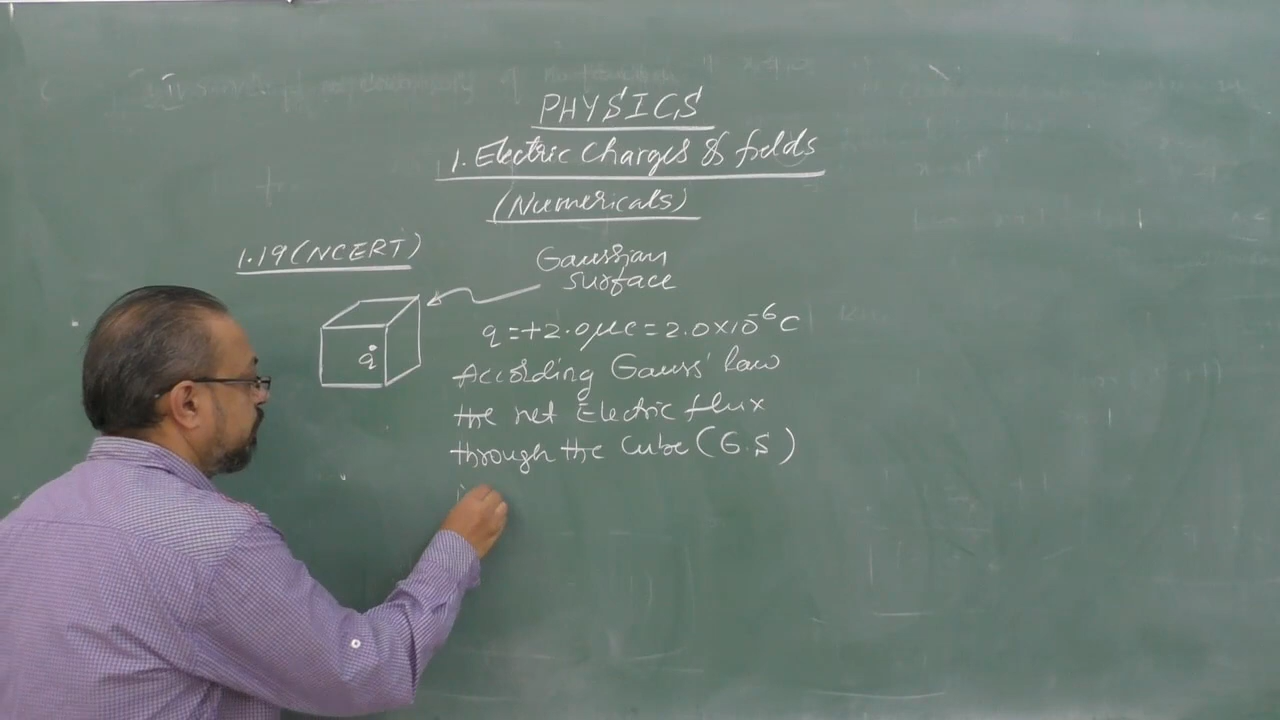 PHYSICS
1. Electric Charges & fields
(Numericals)
1.19 (NCERT)
Gaussian
surface
q
q = +2.0 μC = 2.0 × 10⁻⁶ C
According Gauss' law
the net Electric flux
through the Cube (G.S)